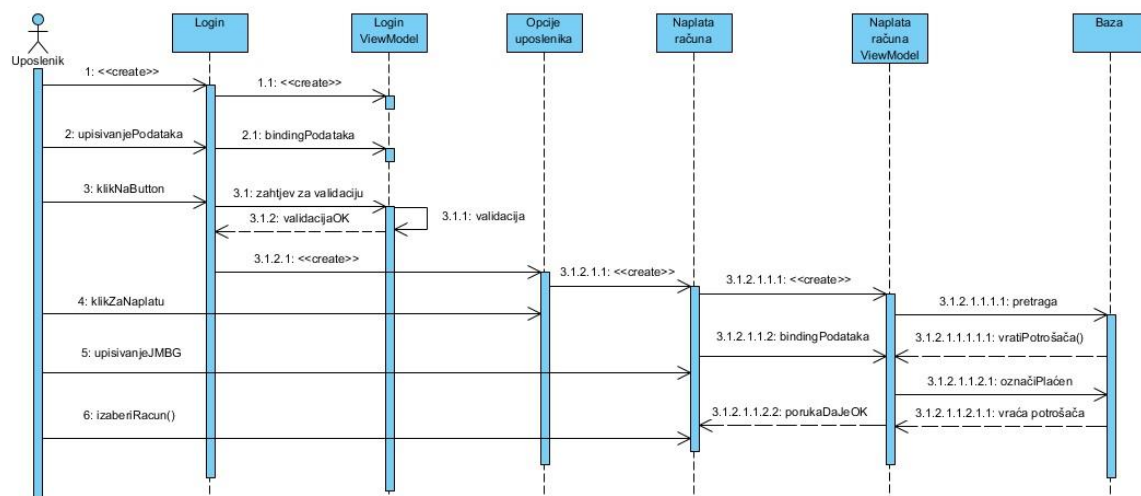 Uposlenik
Login
Login
ViewModel
Opcije
uposlenika
Naplata
računa
Naplata
računa
ViewModel
Baza
1: <<create>>
1.1: <<create>>
2: upisivanjePodataka
2.1: bindingPodataka
3: klikNaButton
3.1: zahtjev za validaciju
3.1.1: validacija
3.1.2: validacijaOK
3.1.2.1: <<create>>
3.1.2.1.1: <<create>>
3.1.2.1.1.1: <<create>>
4: klikZaNaplatu
3.1.2.1.1.1.1: pretraga
5: upisivanjeJMBG
3.1.2.1.1.2: bindingPodataka
3.1.2.1.1.1.1.1: vratiPotrošača()
3.1.2.1.1.2.1: označiPlaćen
6: izaberiRacun()
3.1.2.1.1.2.2: porukaDaJeOK
3.1.2.1.1.2.1.1: vraća potrošača